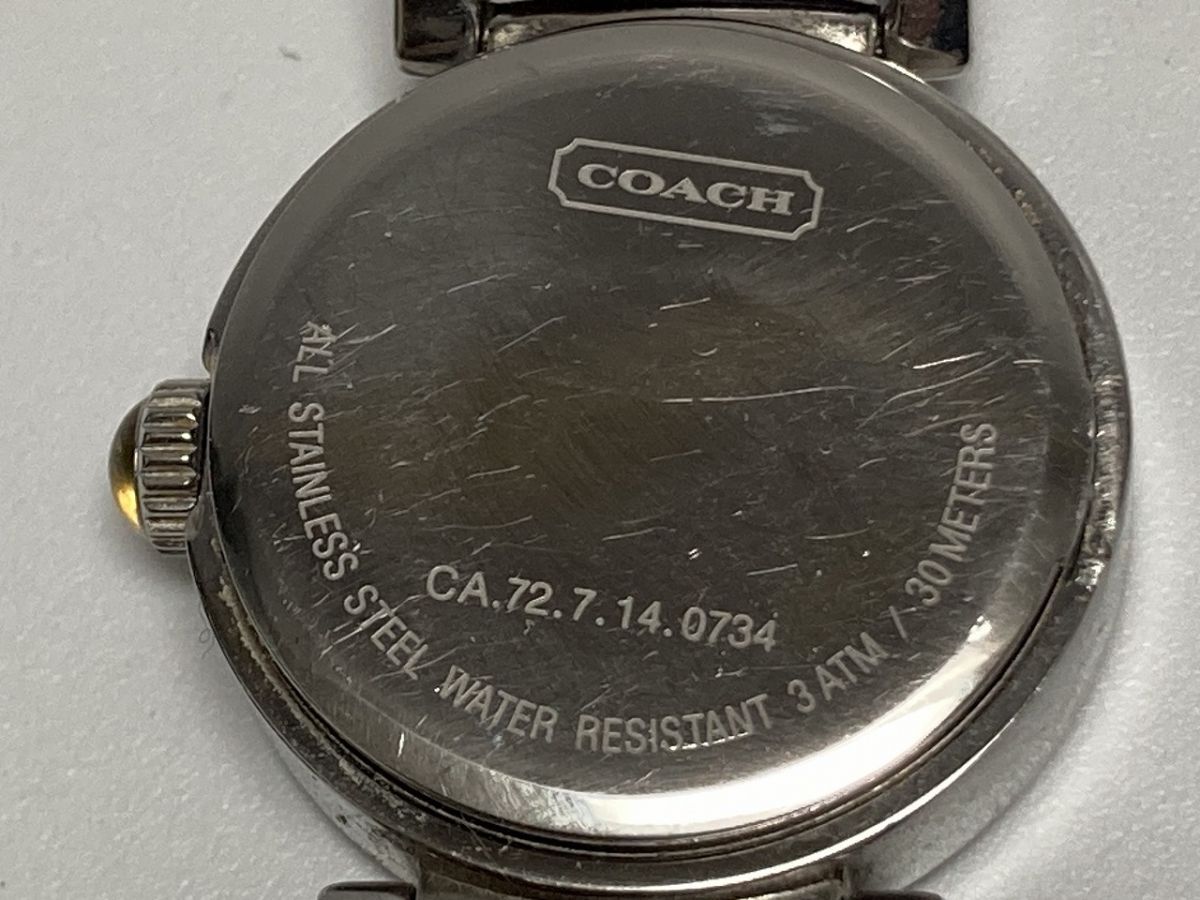 COACH
CA.72.7.14.0734
ALL STAINLESS STEEL WATER RESISTANT 3 ATM / 30 METERS